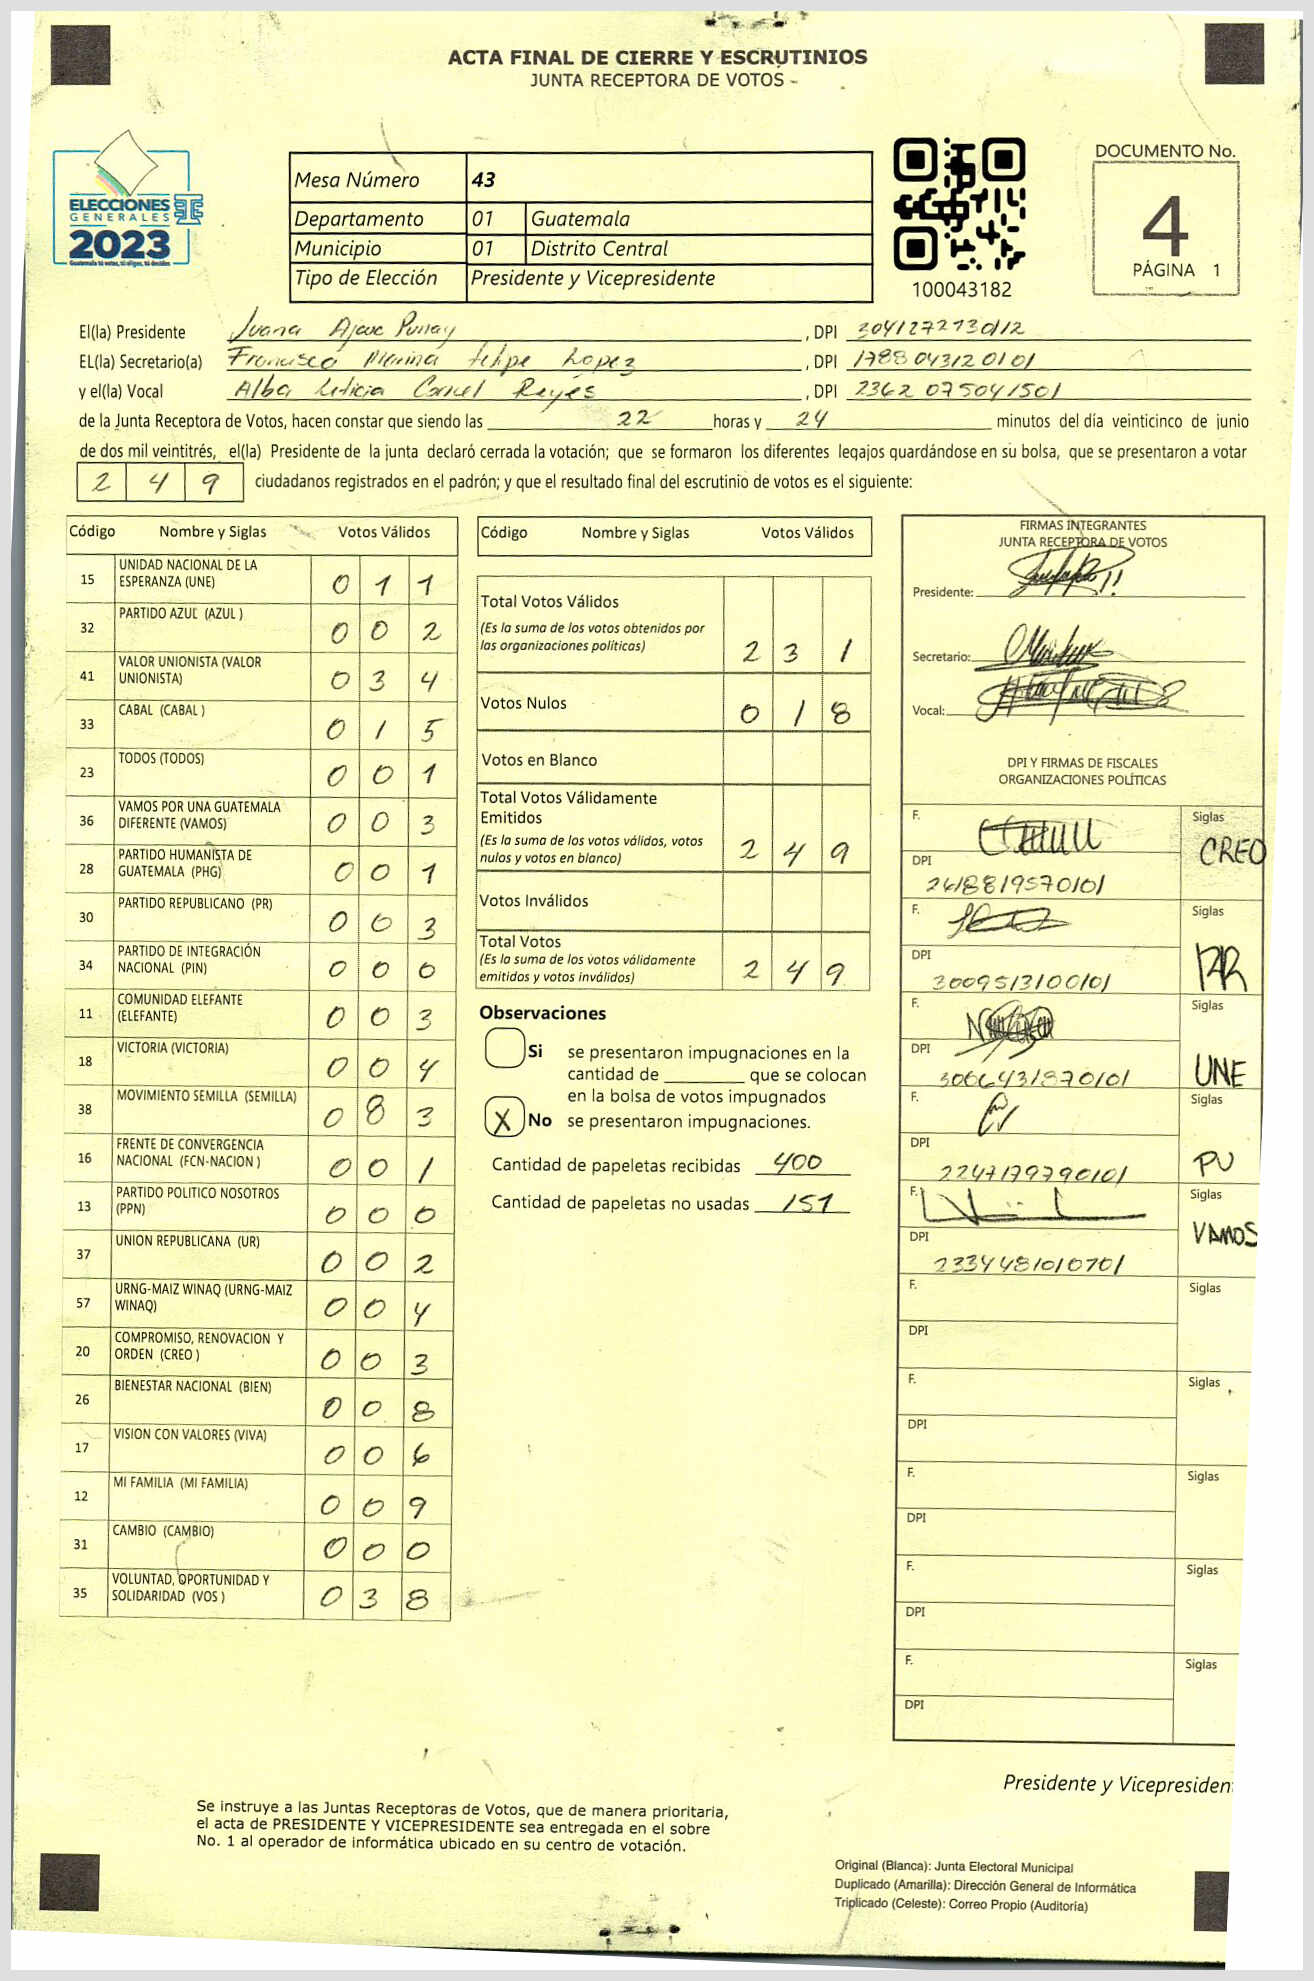 ACTA FINAL DE CIERRE Y ESCRUTINIOS
JUNTA RECEPTORA DE VOTOS
ELECCIONES
GENERALES
2023
Guatemala tú votas, tú eliges, tú decides
Mesa Número 43
Departamento 01 Guatemala
Municipio 01 Distrito Central
Tipo de Elección Presidente y Vicepresidente
100043182
DOCUMENTO No.
4
PÁGINA 1
El(la) Presidente Juana , DPI
EL(la) Secretario(a) Francisca Marina Felipe Lopez , DPI 1788043120101
y el(la) Vocal Alba Leticia Reyes , DPI 2362 075041501
de la Junta Receptora de Votos, hacen constar que siendo las 22 horas y 24 minutos del día veinticinco de junio
de dos mil veintitrés, el(la) Presidente de la junta declaró cerrada la votación; que se formaron los diferentes legajos guardándose en su bolsa, que se presentaron a votar
2 4 9 ciudadanos registrados en el padrón; y que el resultado final del escrutinio de votos es el siguiente:
Código Nombre y Siglas Votos Válidos
15 UNIDAD NACIONAL DE LA ESPERANZA (UNE) 0 1 1
32 PARTIDO AZUL (AZUL ) 0 0 2
41 VALOR UNIONISTA (VALOR UNIONISTA) 0 3 4
33 CABAL (CABAL ) 0 1 5
23 TODOS (TODOS) 0 0 1
36 VAMOS POR UNA GUATEMALA DIFERENTE (VAMOS) 0 0 3
28 PARTIDO HUMANISTA DE GUATEMALA (PHG) 0 0 1
30 PARTIDO REPUBLICANO (PR) 0 0 3
34 PARTIDO DE INTEGRACIÓN NACIONAL (PIN) 0 0 0
11 COMUNIDAD ELEFANTE (ELEFANTE) 0 0 3
18 VICTORIA (VICTORIA) 0 0 4
38 MOVIMIENTO SEMILLA (SEMILLA) 0 8 3
16 FRENTE DE CONVERGENCIA NACIONAL (FCN-NACION ) 0 0 1
13 PARTIDO POLITICO NOSOTROS (PPN) 0 0 0
37 UNION REPUBLICANA (UR) 0 0 2
57 URNG-MAIZ WINAQ (URNG-MAIZ WINAQ) 0 0 4
20 COMPROMISO, RENOVACION Y ORDEN (CREO ) 0 0 3
26 BIENESTAR NACIONAL (BIEN) 0 0 8
17 VISION CON VALORES (VIVA) 0 0 6
12 MI FAMILIA (MI FAMILIA) 0 0 9
31 CAMBIO (CAMBIO) 0 0 0
35 VOLUNTAD, OPORTUNIDAD Y SOLIDARIDAD (VOS ) 0 3 8
Código Nombre y Siglas Votos Válidos
Total Votos Válidos
(Es la suma de los votos obtenidos por
las organizaciones politicas) 2 3 1
Votos Nulos 0 1 8
Votos en Blanco
Total Votos Válidamente
Emitidos
(Es la suma de los votos válidos, votos
nulos y votos en blanco) 2 4 9
Votos Inválidos
Total Votos
(Es la suma de los votos válidamente
emitidos y votos inválidos) 2 4 9
Observaciones
Si se presentaron impugnaciones en la
cantidad de ________ que se colocan
en la bolsa de votos impugnados
X No se presentaron impugnaciones.
Cantidad de papeletas recibidas 400
Cantidad de papeletas no usadas 151
FIRMAS INTEGRANTES
JUNTA RECEPTORA DE VOTOS
Presidente:
Secretario:
Vocal:
DPI Y FIRMAS DE FISCALES
ORGANIZACIONES POLÍTICAS
F. Siglas CREO
DPI 2418819570101
F. Siglas PR
DPI 3009513100101
F. Siglas UNE
DPI 3066431870101
F. Siglas PU
DPI 2247179790101
F. Siglas VAMOS
DPI 2334481010701
F. Siglas
DPI
F. Siglas
DPI
F. Siglas
DPI
F. Siglas
DPI
F. Siglas
DPI
Presidente y Vicepresiden
Se instruye a las Juntas Receptoras de Votos, que de manera prioritaria,
el acta de PRESIDENTE Y VICEPRESIDENTE sea entregada en el sobre
No. 1 al operador de informática ubicado en su centro de votación.
Original (Blanca): Junta Electoral Municipal
Duplicado (Amarilla): Dirección General de Informática
Triplicado (Celeste): Correo Propio (Auditoría)